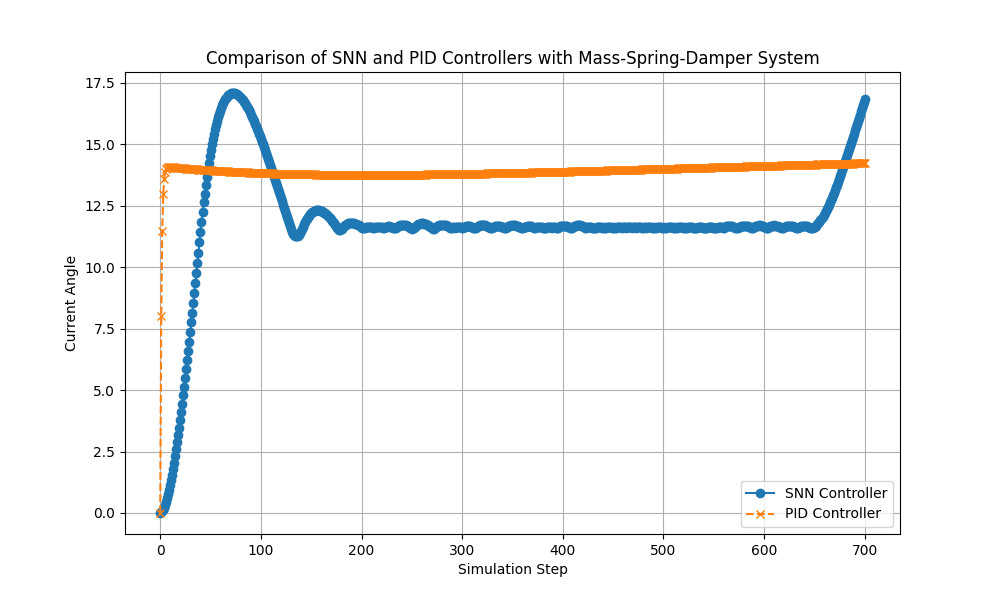 Comparison of SNN and PID Controllers with Mass-Spring-Damper System
17.5
15.0
12.5
10.0
7.5
5.0
2.5
0.0
Current Angle
0 100 200 300 400 500 600 700
Simulation Step
SNN Controller
PID Controller